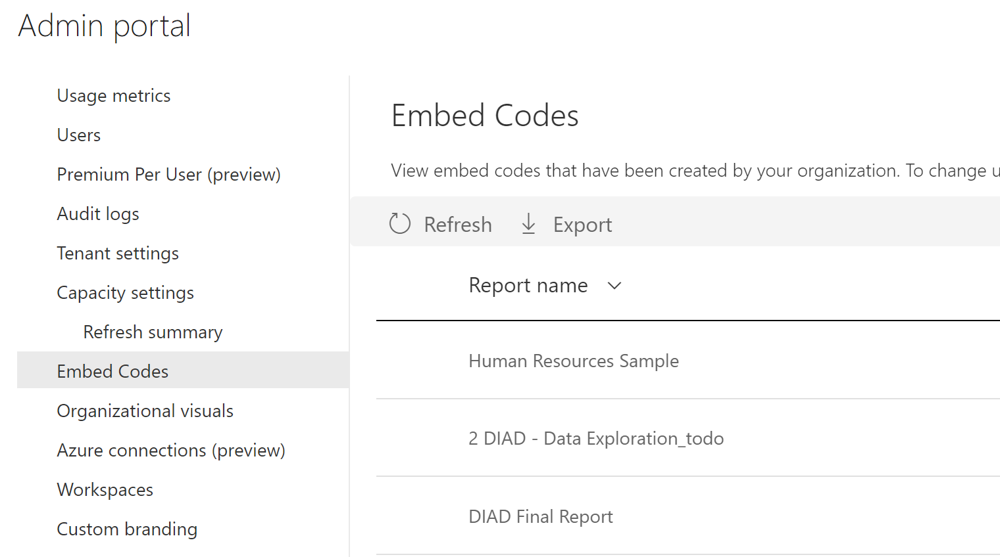 Admin portal
Usage metrics
Users
Premium Per User (preview)
Audit logs
Tenant settings
Capacity settings
Refresh summary
Embed Codes
Organizational visuals
Azure connections (preview)
Workspaces
Custom branding
Embed Codes
View embed codes that have been created by your organization. To change u
Refresh Export
Report name
Human Resources Sample
2 DIAD - Data Exploration_todo
DIAD Final Report